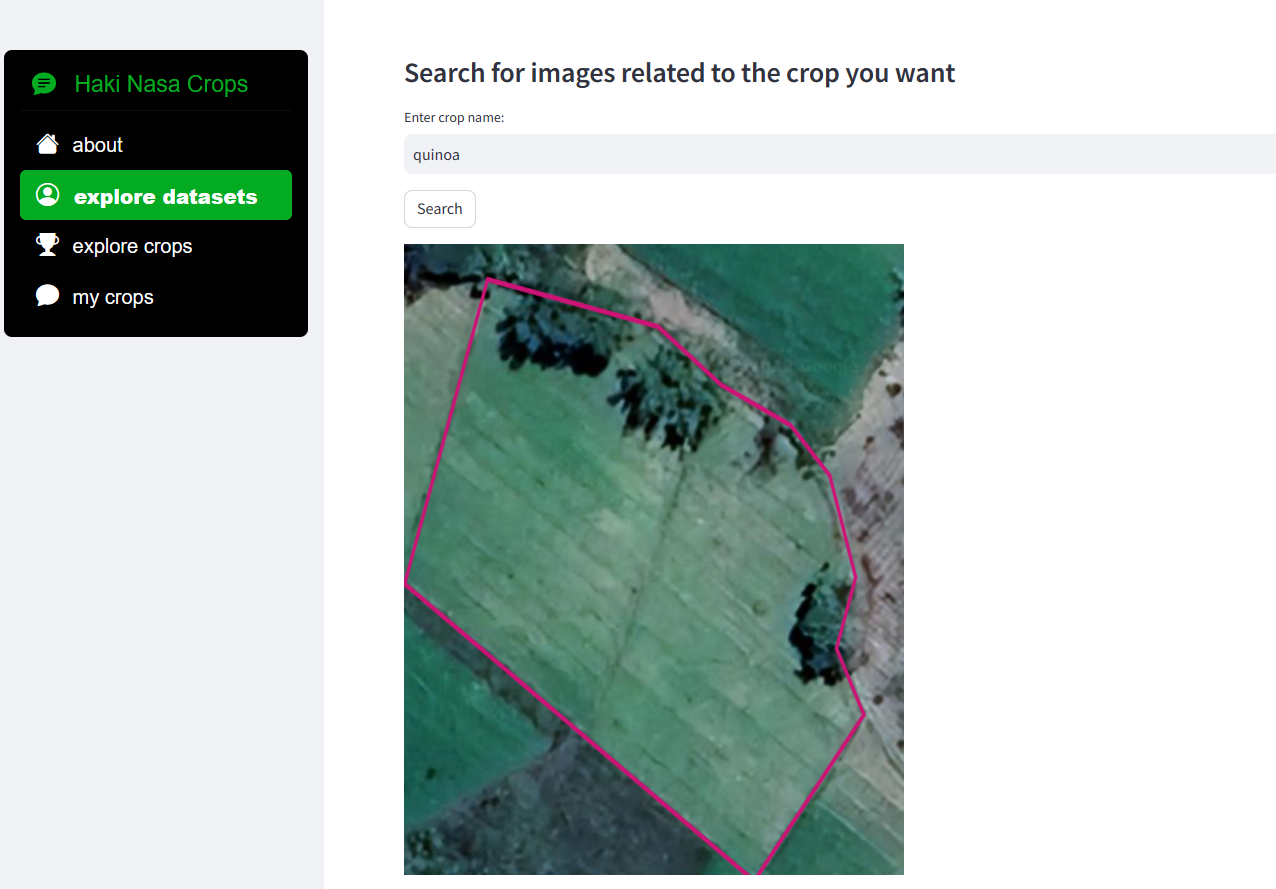 Haki Nasa Crops
about
explore datasets
explore crops
my crops
Search for images related to the crop you want
Enter crop name:
quinoa
Search